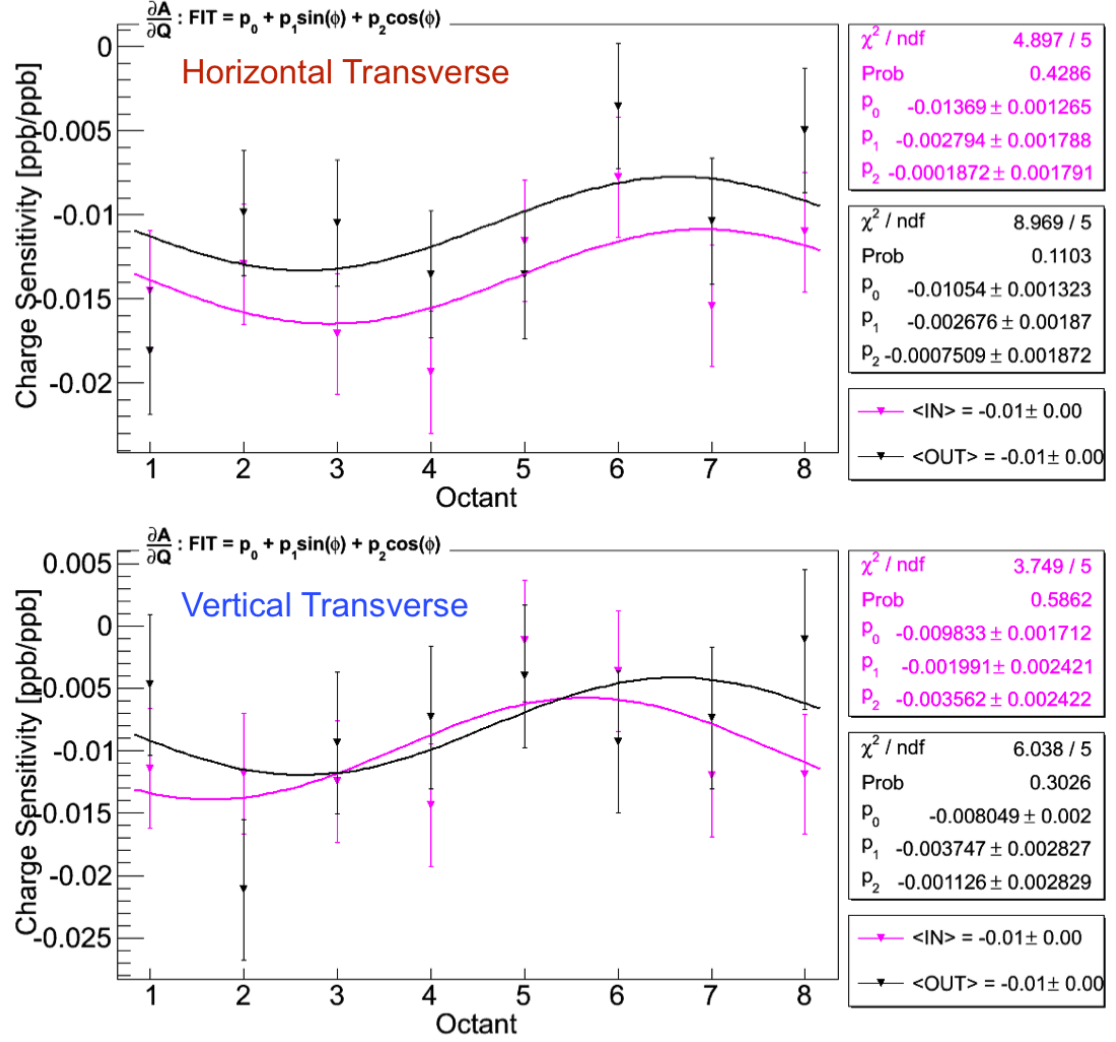 ∂A/∂Q : FIT = p₀ + p₁sin(ϕ) + p₂cos(ϕ)
Horizontal Transverse
Charge Sensitivity [ppb/ppb]
0
-0.005
-0.01
-0.015
-0.02
1 2 3 4 5 6 7 8
Octant
χ² / ndf 4.897 / 5
Prob 0.4286
p₀ -0.01369 ± 0.001265
p₁ -0.002794 ± 0.001788
p₂ -0.0001872 ± 0.001791
χ² / ndf 8.969 / 5
Prob 0.1103
p₀ -0.01054 ± 0.001323
p₁ -0.002676 ± 0.00187
p₂ -0.0007509 ± 0.001872
<IN> = -0.01± 0.00
<OUT> = -0.01± 0.00
∂A/∂Q : FIT = p₀ + p₁sin(ϕ) + p₂cos(ϕ)
Vertical Transverse
Charge Sensitivity [ppb/ppb]
0.005
0
-0.005
-0.01
-0.015
-0.02
-0.025
1 2 3 4 5 6 7 8
Octant
χ² / ndf 3.749 / 5
Prob 0.5862
p₀ -0.009833 ± 0.001712
p₁ -0.001991 ± 0.002421
p₂ -0.003562 ± 0.002422
χ² / ndf 6.038 / 5
Prob 0.3026
p₀ -0.008049 ± 0.002
p₁ -0.003747 ± 0.002827
p₂ -0.001126 ± 0.002829
<IN> = -0.01± 0.00
<OUT> = -0.01± 0.00